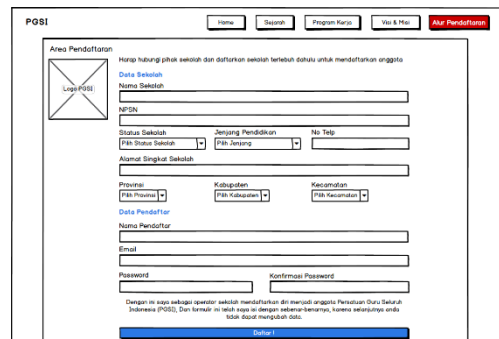 PGSI
Home Sejarah Program Kerja Visi & Misi Alur Pendaftaran
Area Pendaftaran
Logo PGSI
Harap hubungi pihak sekolah dan daftarkan sekolah terlebih dahulu untuk mendaftarkan anggota
Data Sekolah
Nama Sekolah
NPSN
Status Sekolah Jenjang Pendidikan No Telp
Pilih Status Sekolah Pilih Jenjang
Alamat Singkat Sekolah
Provinsi Kabupaten Kecamatan
Pilih Provinsi Pilih Kabupaten Pilih Kecamatan
Data Pendaftar
Nama Pendaftar
Email
Password Konfirmasi Password
Dengan ini saya sebagai operator sekolah mendaftarkan diri menjadi anggota Persatuan Guru Seluruh
Indonesia (PGSI), Dan formulir ini telah saya isi dengan sebenar-benarnya, karena selanjutnya anda
tidak dapat mengubah data.
Daftar !